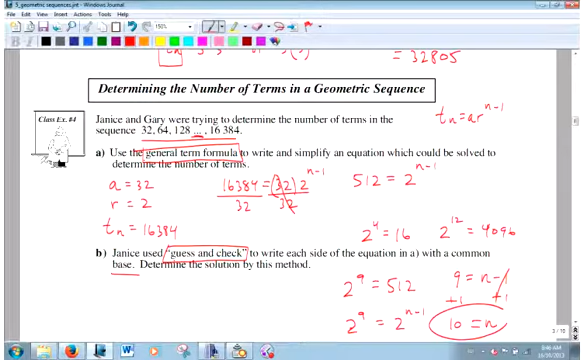 5_geometric sequences.jnt - Windows Journal
File Edit View Insert Actions Tools Help
150%
= 32805
Determining the Number of Terms in a Geometric Sequence
Class Ex. #4
Janice and Gary were trying to determine the number of terms in the
sequence 32, 64, 128 ..., 16 384.
tn = ar^(n-1)
a) Use the general term formula to write and simplify an equation which could be solved to
determine the number of terms.
a = 32
r = 2
tn = 16384
16384 = (32) 2^(n-1)
32 32
512 = 2^(n-1)
2^4 = 16 2^12 = 4096
b) Janice used "guess and check" to write each side of the equation in a) with a common
base. Determine the solution by this method.
2^9 = 512 9 = n - 1
+1 +1
2^9 = 2^(n-1) 10 = n
3 / 10